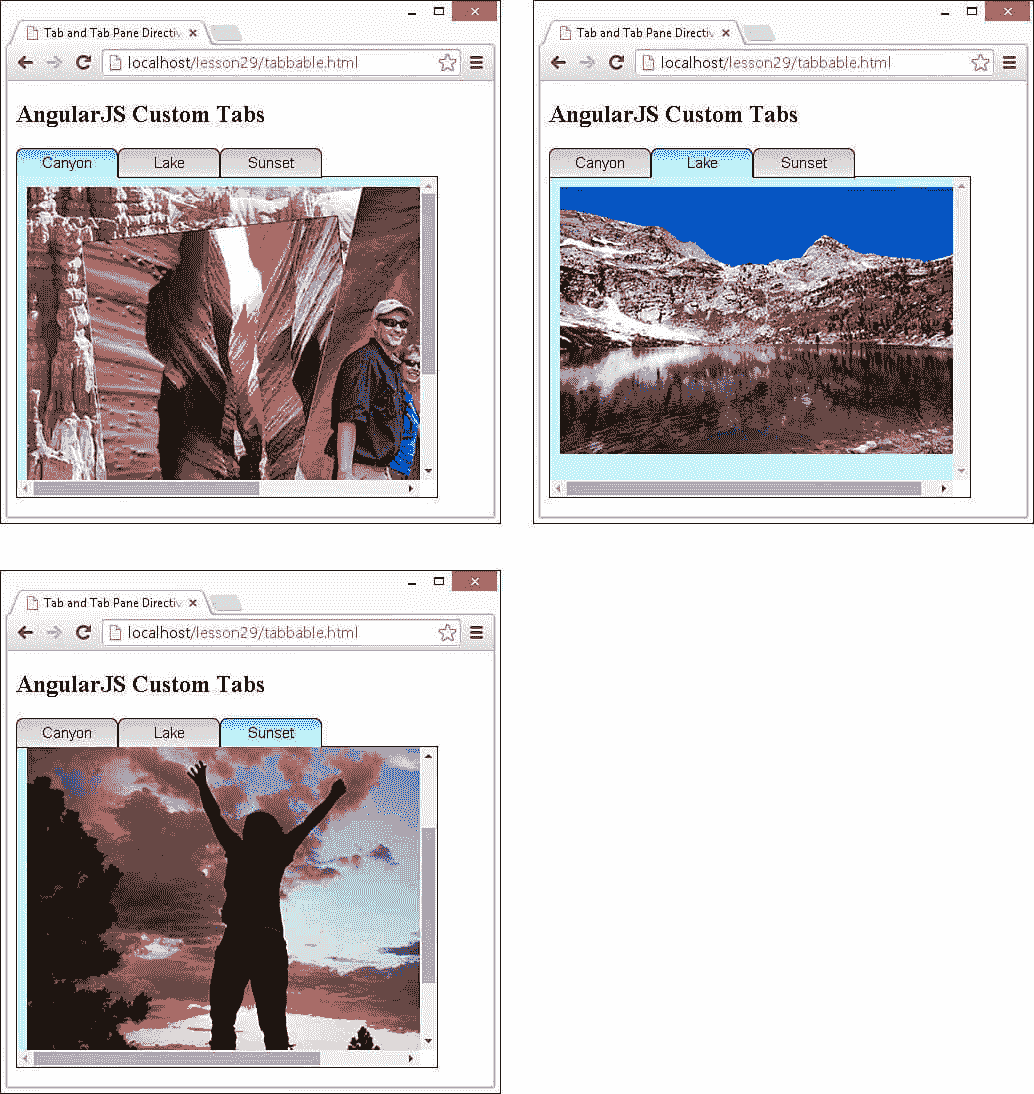 Tab and Tab Pane Directiv
localhost/lesson29/tabbable.html
AngularJS Custom Tabs
Canyon
Lake
Sunset
Tab and Tab Pane Directiv
localhost/lesson29/tabbable.html
AngularJS Custom Tabs
Canyon
Lake
Sunset
Tab and Tab Pane Directiv
localhost/lesson29/tabbable.html
AngularJS Custom Tabs
Canyon
Lake
Sunset